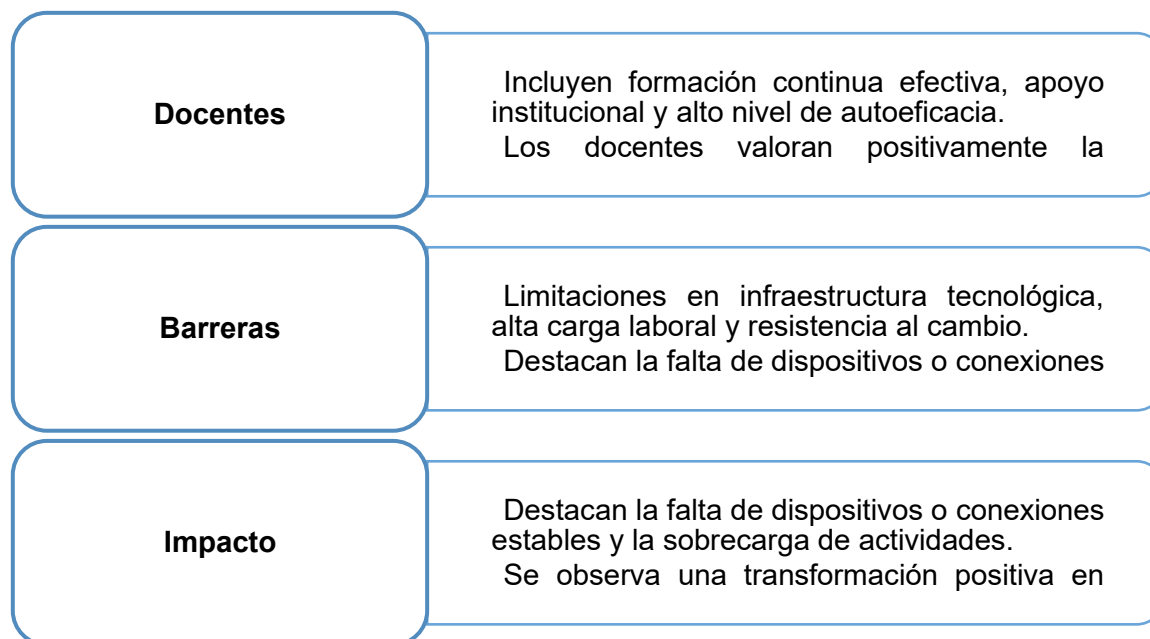 Docentes
Incluyen formación continua efectiva, apoyo
institucional y alto nivel de autoeficacia.
Los docentes valoran positivamente la
Barreras
Limitaciones en infraestructura tecnológica,
alta carga laboral y resistencia al cambio.
Destacan la falta de dispositivos o conexiones
Impacto
Destacan la falta de dispositivos o conexiones
estables y la sobrecarga de actividades.
Se observa una transformación positiva en